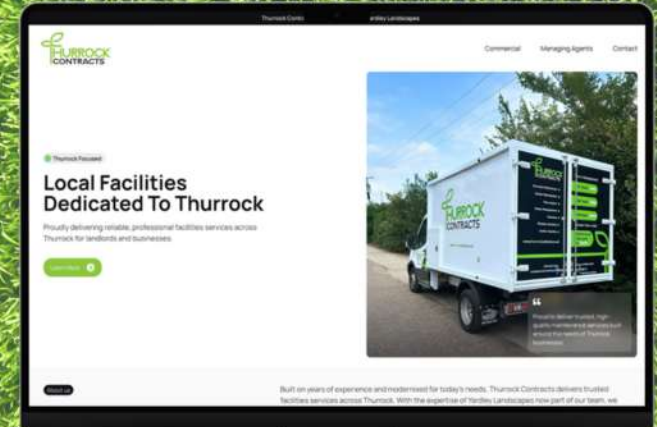 Thurrock Contr
ardley Landscapes
THURROCK
CONTRACTS
Commercial
Managing Agents
Contact
Thurrock Focused
Local Facilities
Dedicated To Thurrock
Proudly delivering reliable, professional facilities services across
Thurrock for landlords and businesses.
Learn More
THURROCK
CONTRACTS
THURROCK
CONTRACTS
“
Proud to deliver trusted, high-
quality maintenance services built
around the needs of Thurrock
businesses.
About us
Built on years of experience and modernised for today's needs, Thurrock Contracts delivers trusted
facilities services across Thurrock. With the expertise of Yardley Landscapes now part of our team, we